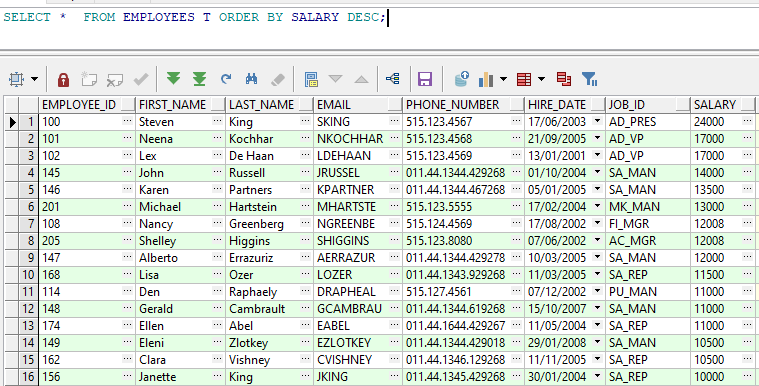 SELECT * FROM EMPLOYEES T ORDER BY SALARY DESC;
EMPLOYEE_ID FIRST_NAME LAST_NAME EMAIL PHONE_NUMBER HIRE_DATE JOB_ID SALARY
1 100 Steven King SKING 515.123.4567 17/06/2003 AD_PRES 24000
2 101 Neena Kochhar NKOCHHAR 515.123.4568 21/09/2005 AD_VP 17000
3 102 Lex De Haan LDEHAAN 515.123.4569 13/01/2001 AD_VP 17000
4 145 John Russell JRUSSEL 011.44.1344.429268 01/10/2004 SA_MAN 14000
5 146 Karen Partners KPARTNER 011.44.1344.467268 05/01/2005 SA_MAN 13500
6 201 Michael Hartstein MHARTSTE 515.123.5555 17/02/2004 MK_MAN 13000
7 108 Nancy Greenberg NGREENBE 515.124.4569 17/08/2002 FI_MGR 12008
8 205 Shelley Higgins SHIGGINS 515.123.8080 07/06/2002 AC_MGR 12008
9 147 Alberto Errazuriz AERRAZUR 011.44.1344.429278 10/03/2005 SA_MAN 12000
10 168 Lisa Ozer LOZER 011.44.1343.929268 11/03/2005 SA_REP 11500
11 114 Den Raphaely DRAPHEAL 515.127.4561 07/12/2002 PU_MAN 11000
12 148 Gerald Cambrault GCAMBRAU 011.44.1344.619268 15/10/2007 SA_MAN 11000
13 174 Ellen Abel EABEL 011.44.1644.429267 11/05/2004 SA_REP 11000
14 149 Eleni Zlotkey EZLOTKEY 011.44.1344.429018 29/01/2008 SA_MAN 10500
15 162 Clara Vishney CVISHNEY 011.44.1346.129268 11/11/2005 SA_REP 10500
16 156 Janette King JKING 011.44.1345.429268 30/01/2004 SA_REP 10000